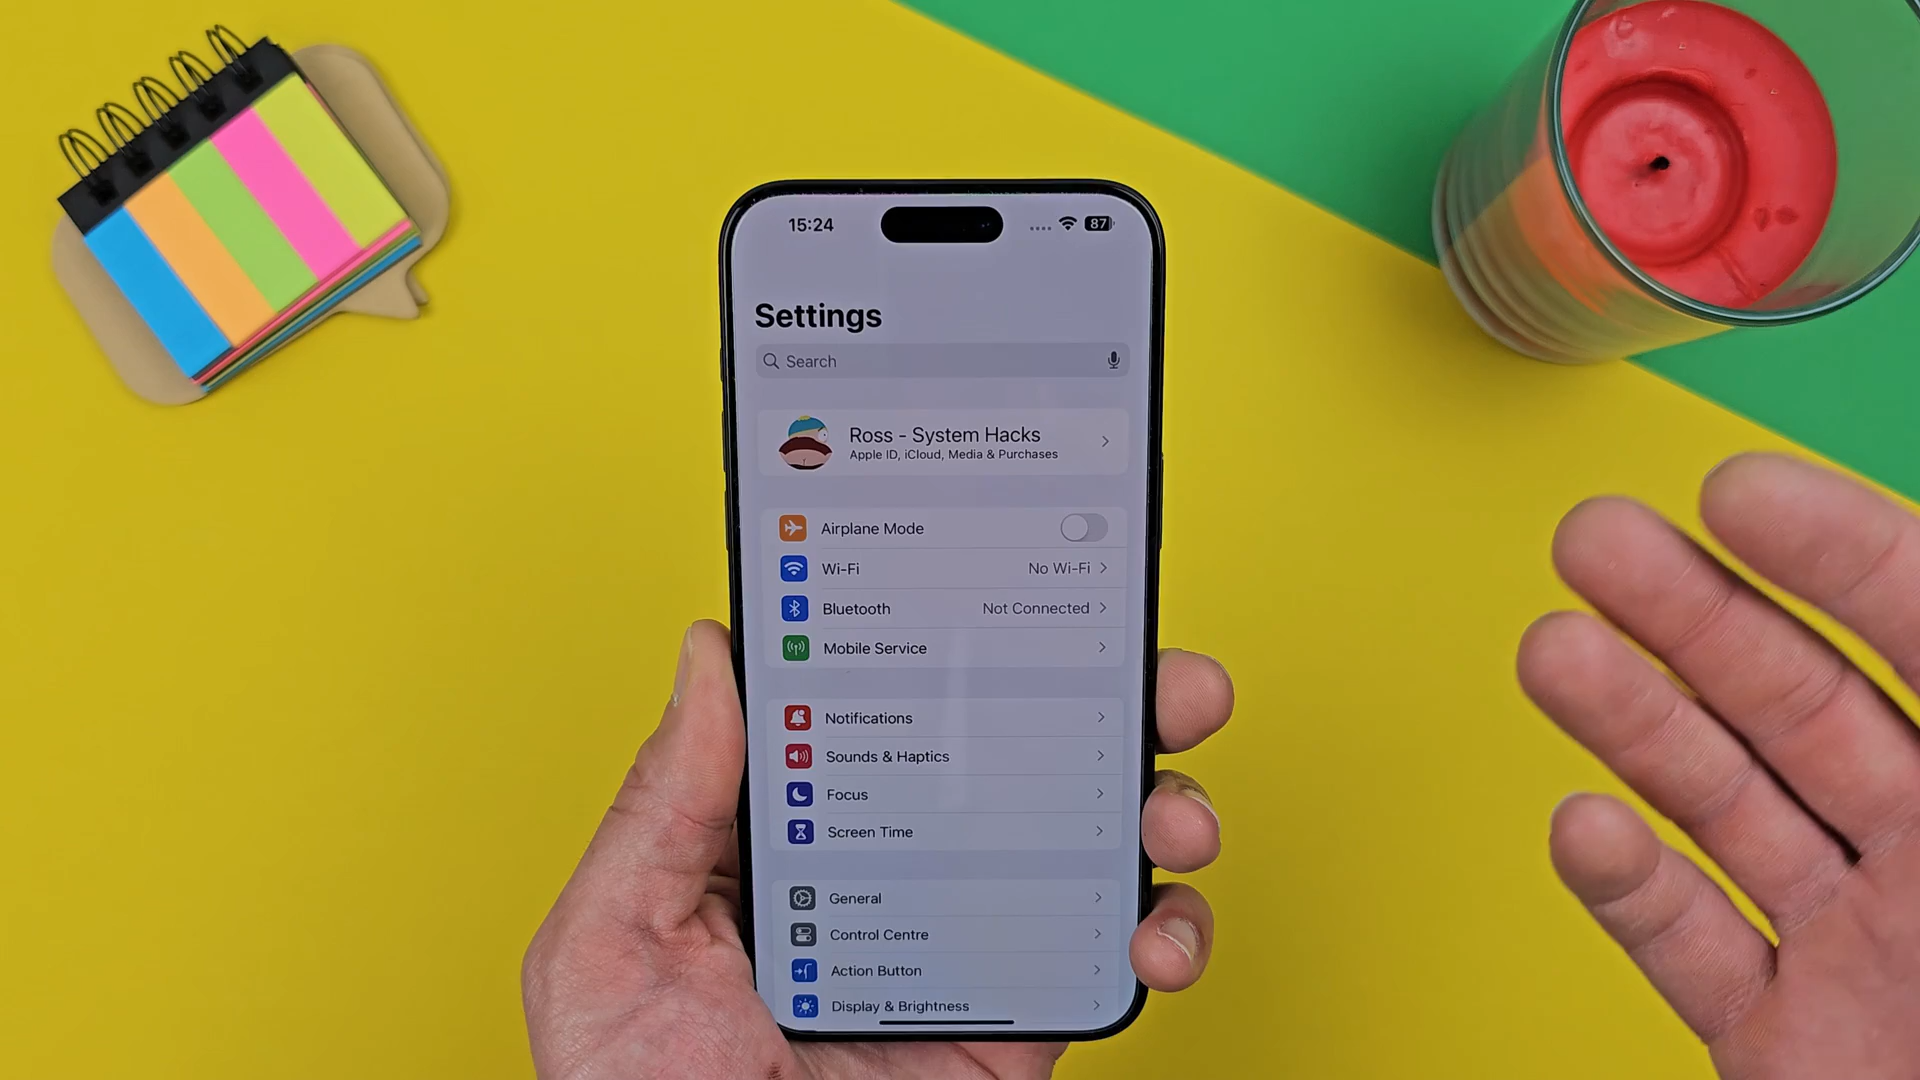 15:24
87
Settings
Search
Ross - System Hacks
Apple ID, iCloud, Media & Purchases
Airplane Mode
Wi-Fi No Wi-Fi
Bluetooth Not Connected
Mobile Service
Notifications
Sounds & Haptics
Focus
Screen Time
General
Control Centre
Action Button
Display & Brightness